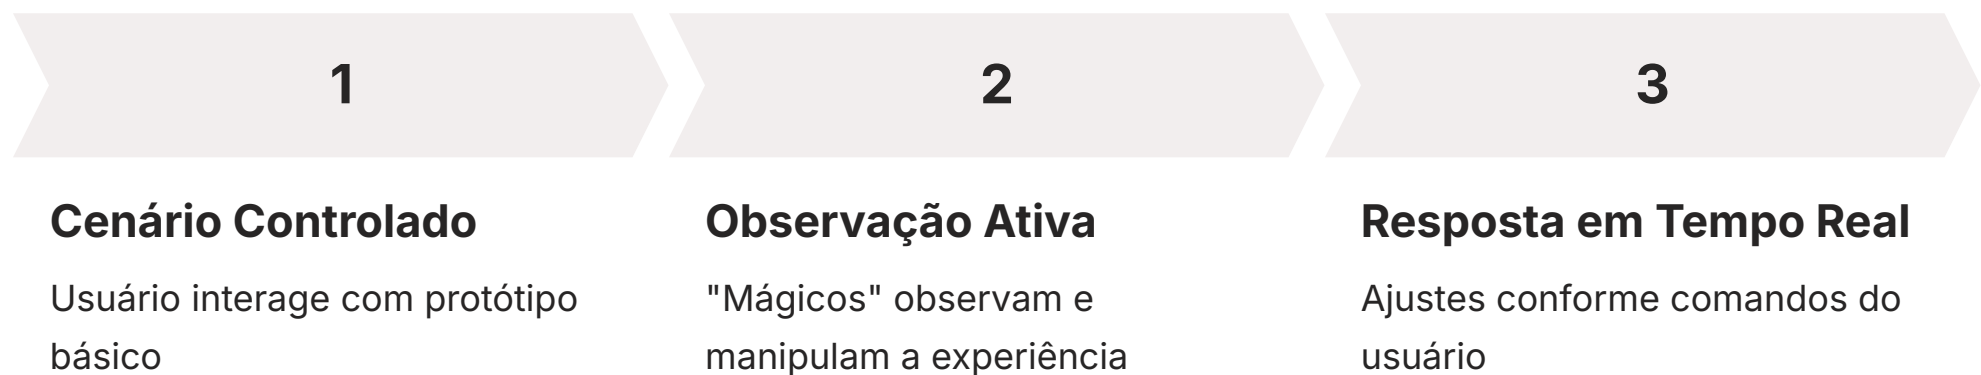 1
Cenário Controlado
Usuário interage com protótipo
básico
2
Observação Ativa
"Mágicos" observam e
manipulam a experiência
3
Resposta em Tempo Real
Ajustes conforme comandos do
usuário